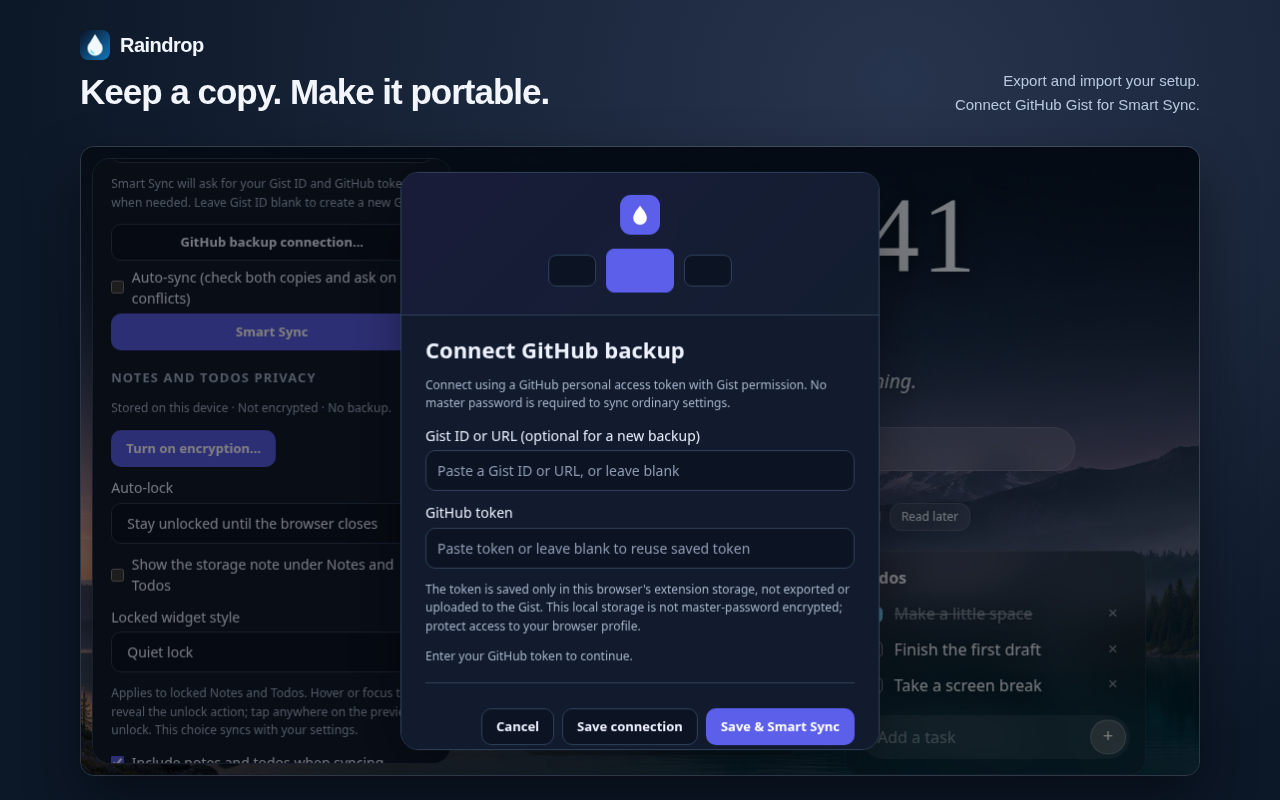 Raindrop
Keep a copy. Make it portable.
Export and import your setup.
Connect GitHub Gist for Smart Sync.
Smart Sync will ask for your Gist ID and GitHub
when needed. Leave Gist ID blank to create a new
GitHub backup connection...
Auto-sync (check both copies and ask on
conflicts)
Smart Sync
NOTES AND TODOS PRIVACY
Stored on this device · Not encrypted · No backup.
Turn on encryption...
Auto-lock
Stay unlocked until the browser closes
Show the storage note under Notes and
Todos
Locked widget style
Quiet lock
Applies to locked Notes and Todos. Hover or focus
reveal the unlock action; tap anywhere on the
unlock. This choice syncs with your settings.
Include notes and todos when syncing
Connect GitHub backup
Connect using a GitHub personal access token with Gist permission. No
master password is required to sync ordinary settings.
Gist ID or URL (optional for a new backup)
Paste a Gist ID or URL, or leave blank
GitHub token
Paste token or leave blank to reuse saved token
The token is saved only in this browser's extension storage, not exported or
uploaded to the Gist. This local storage is not master-password encrypted;
protect access to your browser profile.
Enter your GitHub token to continue.
Cancel
Save connection
Save & Smart Sync
41
Read later
Make a little space ×
Finish the first draft ×
Take a screen break ×
Add a task +